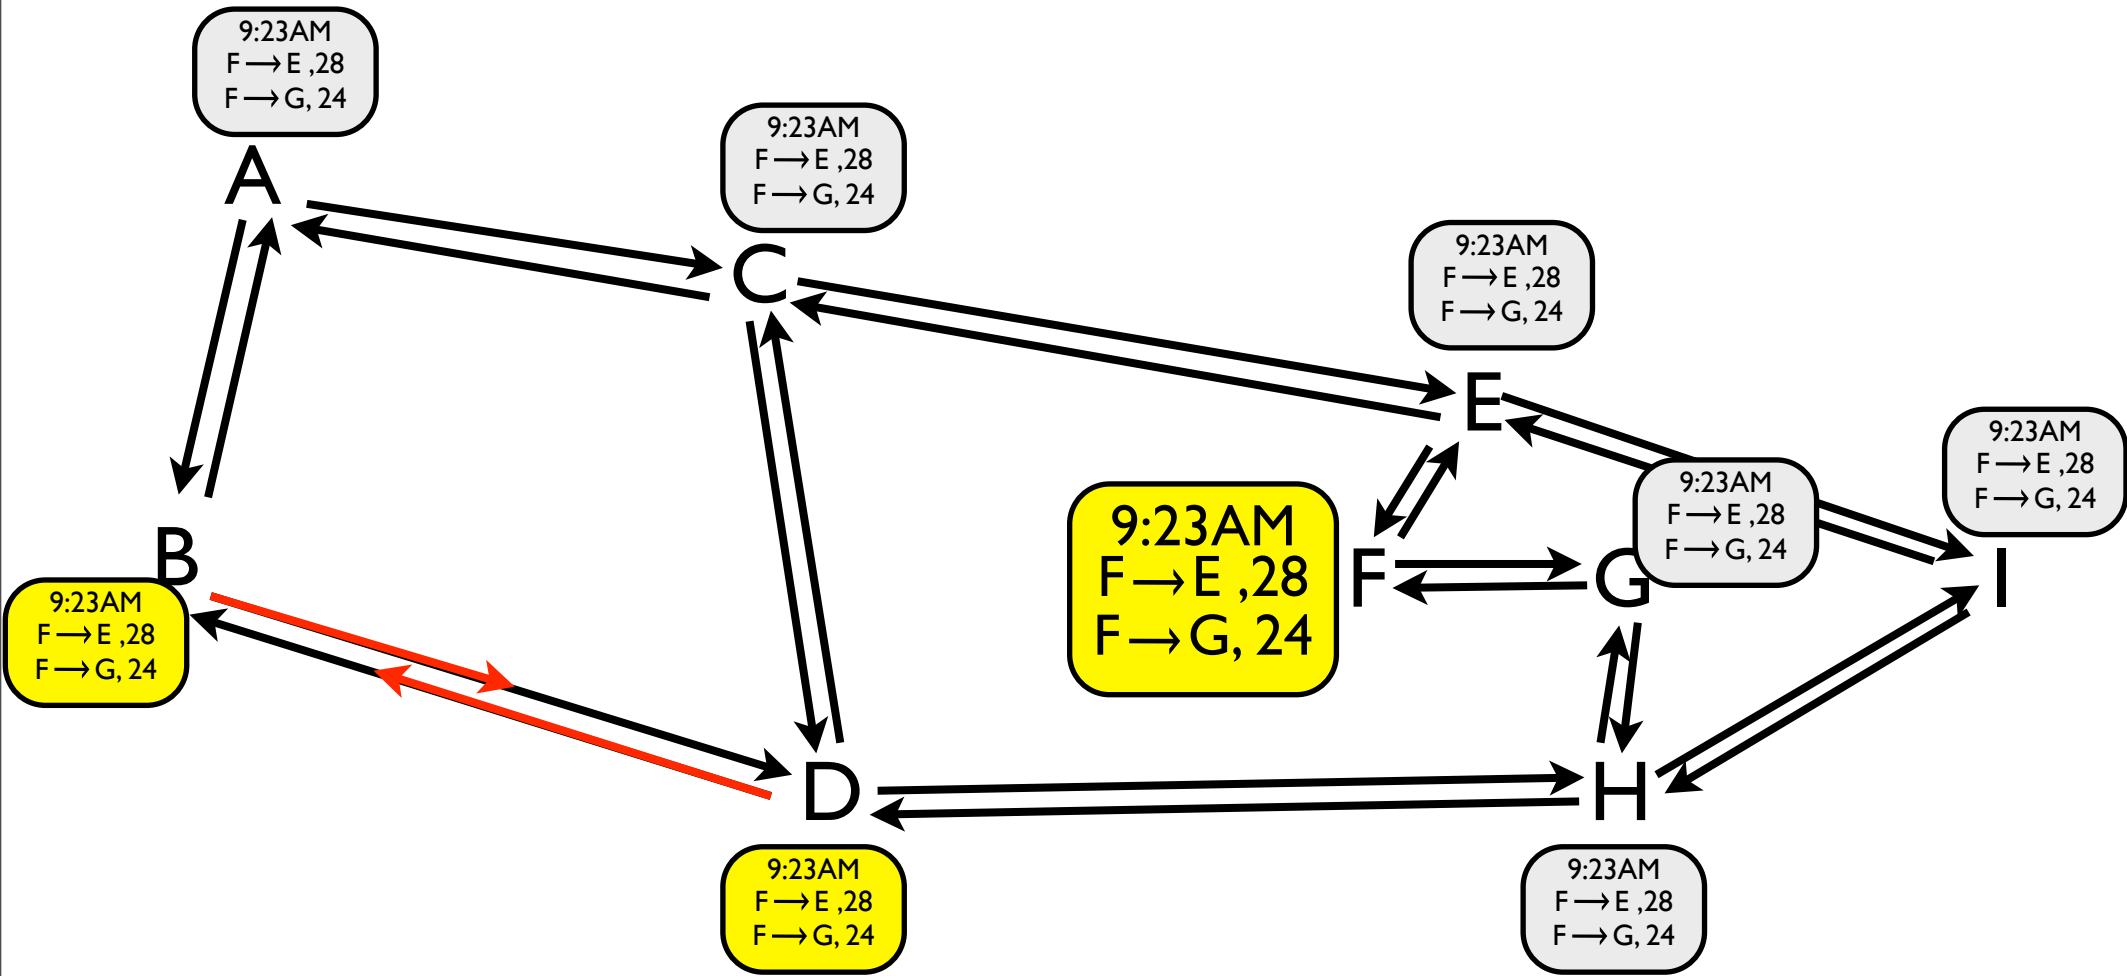 9:23AM
F→E ,28
F→G, 24
A
9:23AM
F→E ,28
F→G, 24
C
9:23AM
F→E ,28
F→G, 24
E
9:23AM
F→E ,28
F→G, 24
I
9:23AM
F→E ,28
F→G, 24
G
9:23AM
F→E ,28
F→G, 24
F
B
9:23AM
F→E ,28
F→G, 24
D
9:23AM
F→E ,28
F→G, 24
H
9:23AM
F→E ,28
F→G, 24